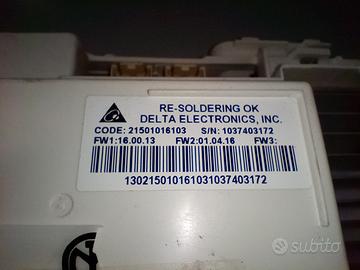 RE-SOLDERING OK
DELTA ELECTRONICS, INC.
CODE: 21501016103 S/N: 1037403172
FW1:16.00.13 FW2:01.04.16 FW3:
130215010161031037403172
subito